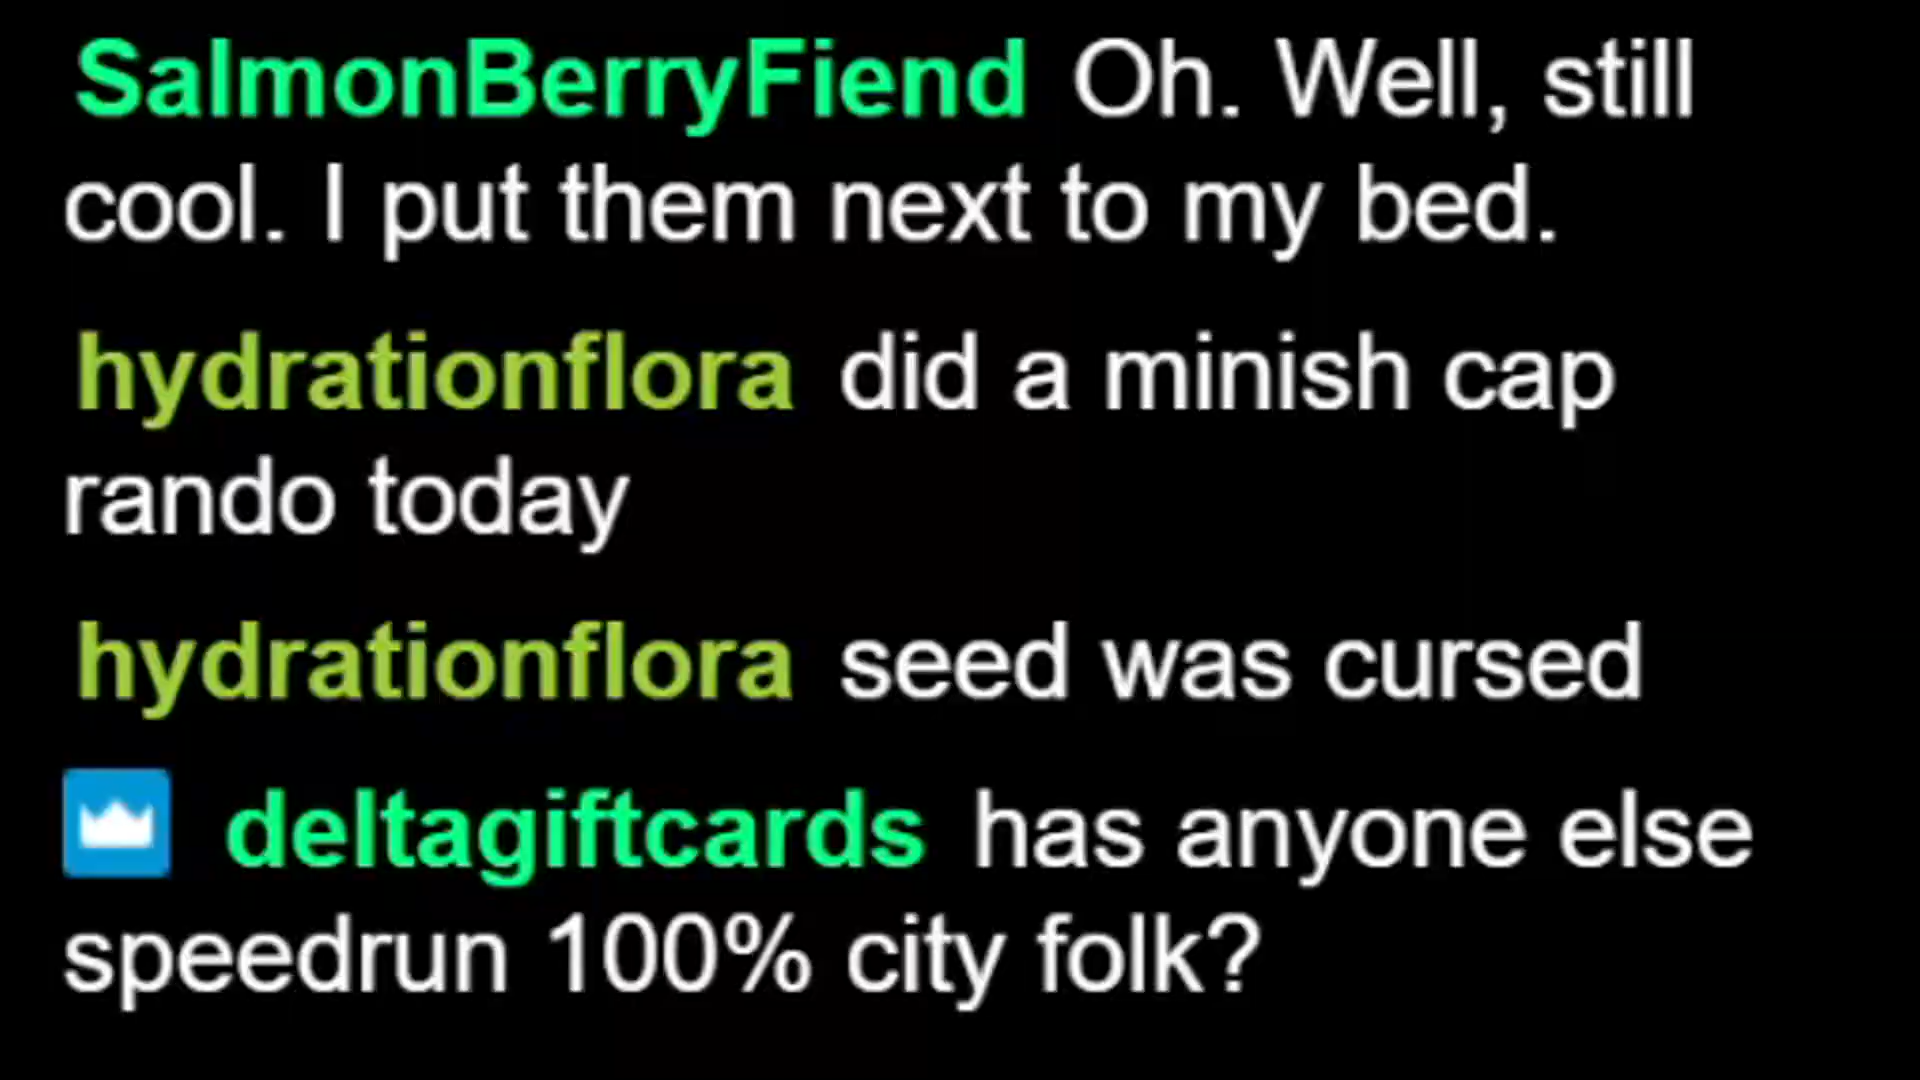 SalmonBerryFiend Oh. Well, still
cool. I put them next to my bed.
hydrationflora did a minish cap
rando today
hydrationflora seed was cursed
deltagiftcards has anyone else
speedrun 100% city folk?